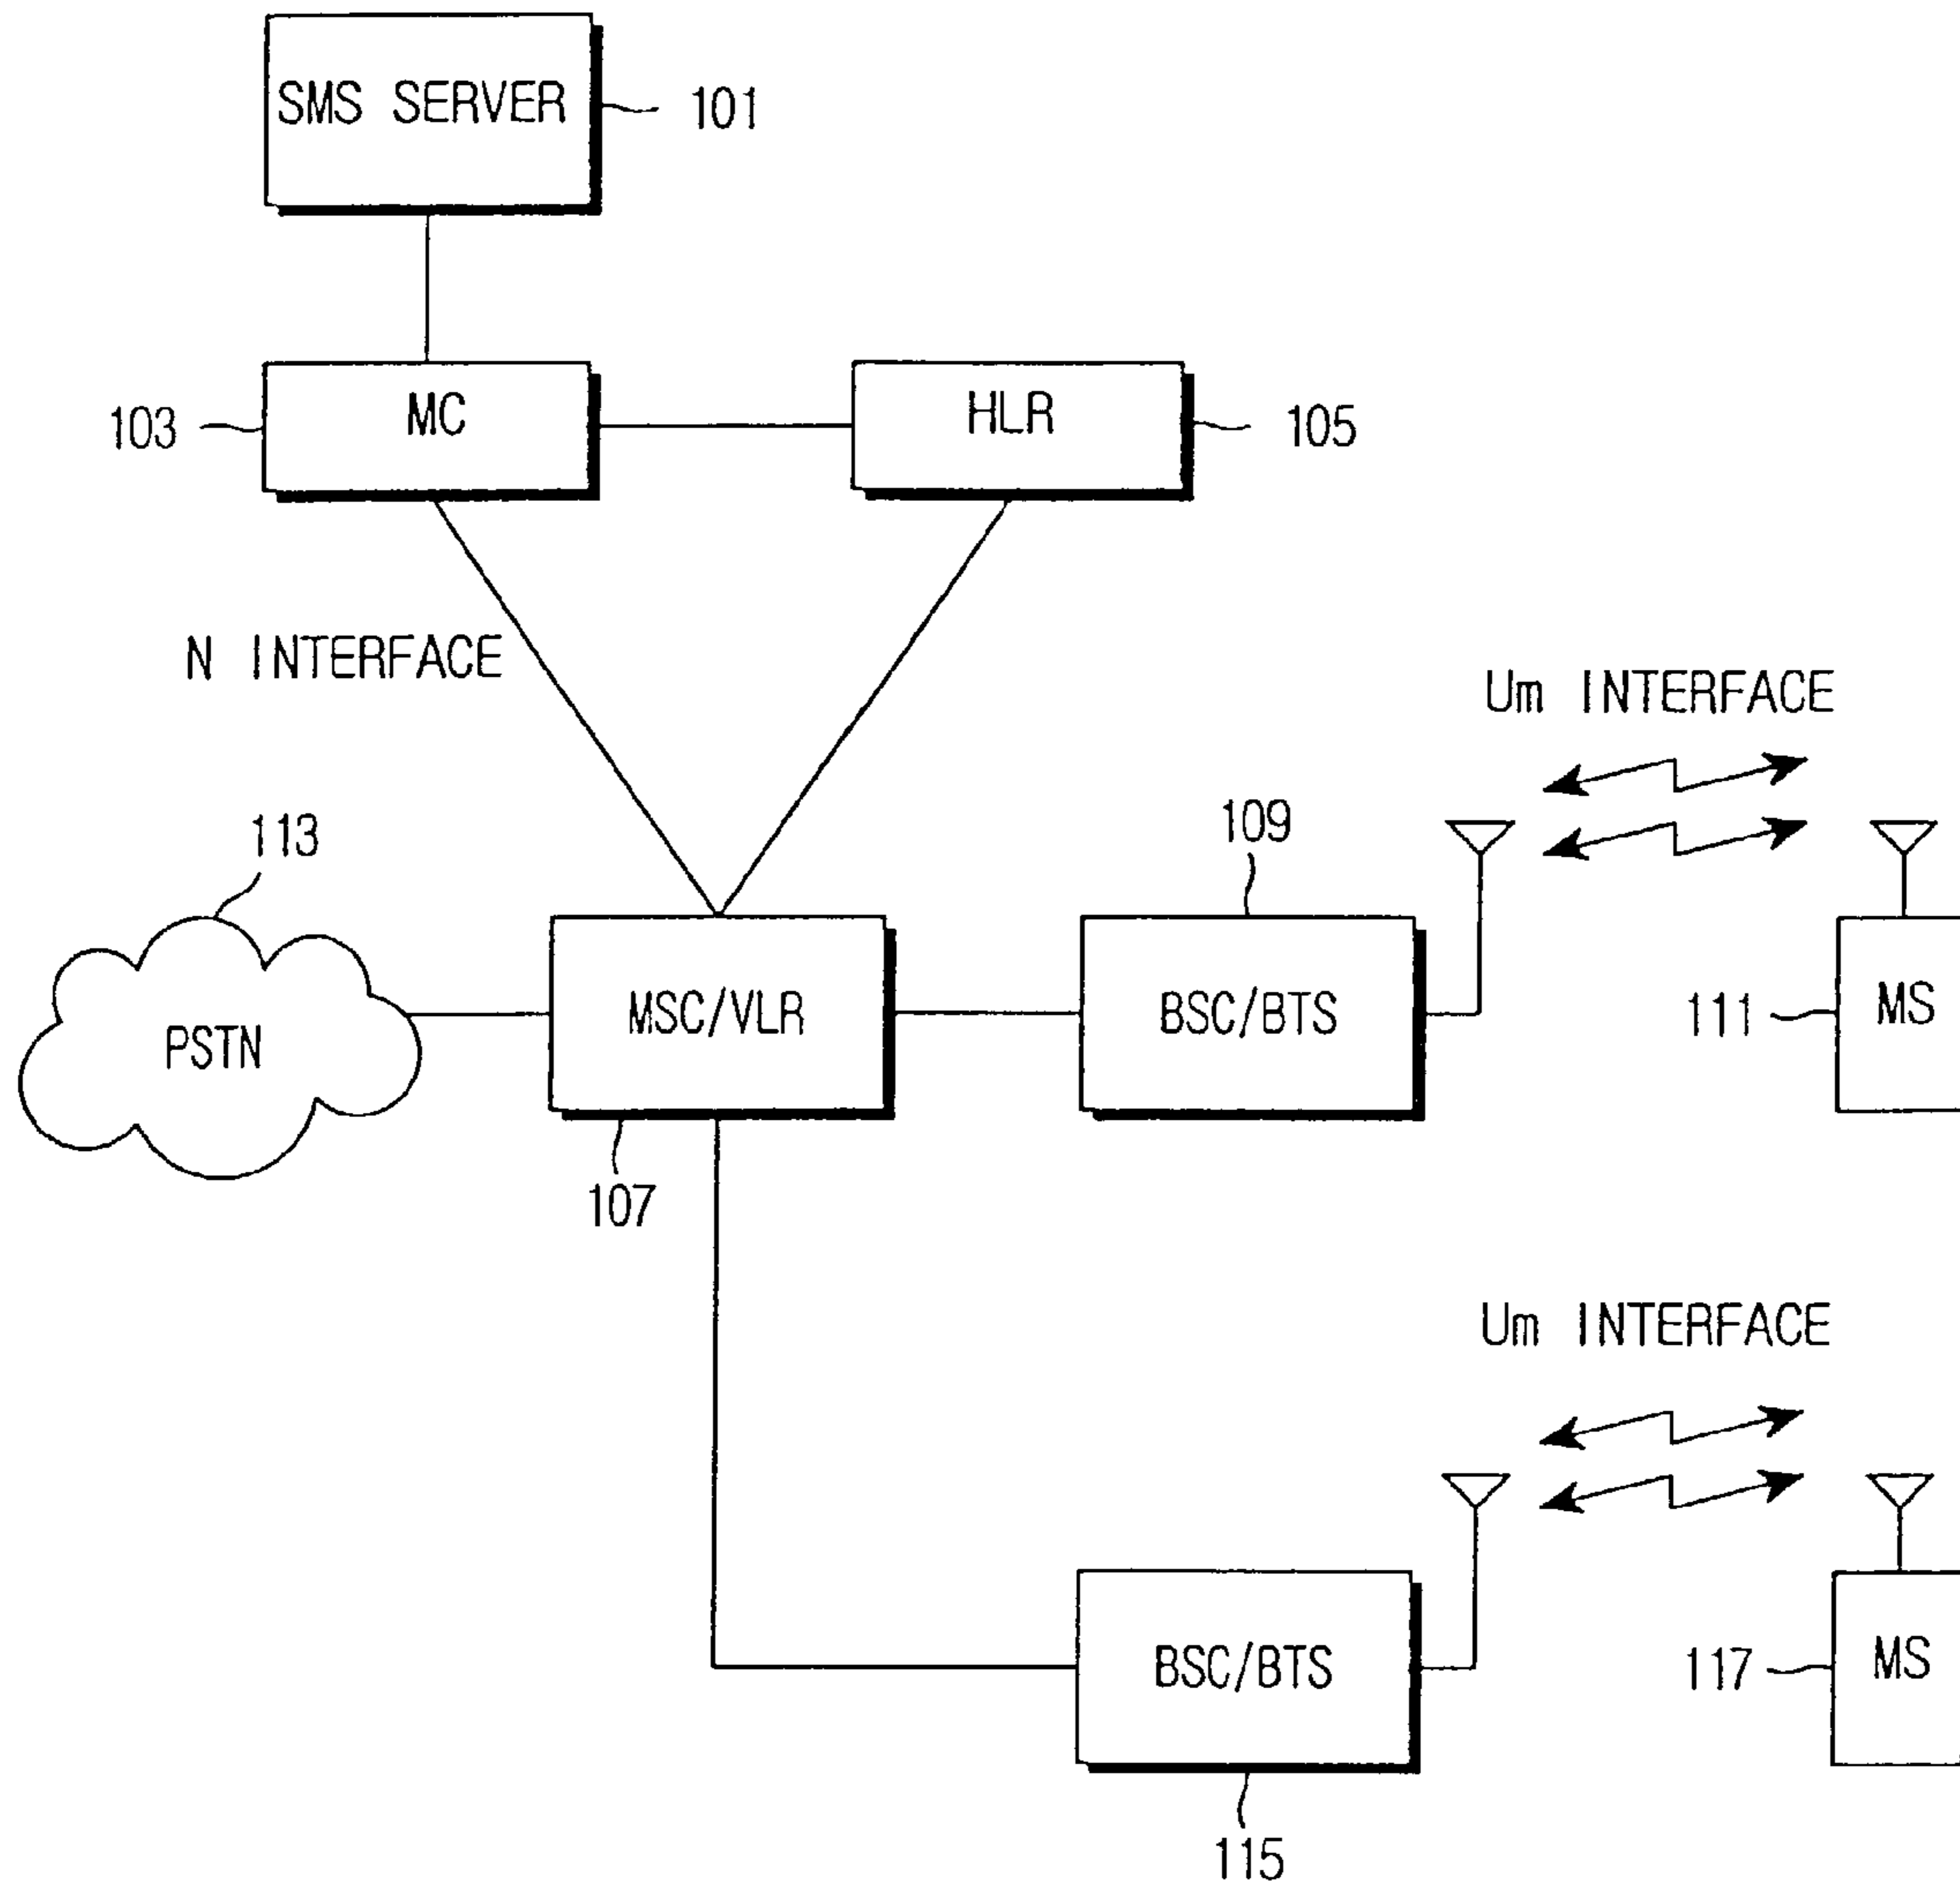 SMS SERVER
101
103
MC
HLR
105
N INTERFACE
Um INTERFACE
113
109
PSTN
MSC/VLR
BSC/BTS
111
MS
107
Um INTERFACE
BSC/BTS
117
MS
115